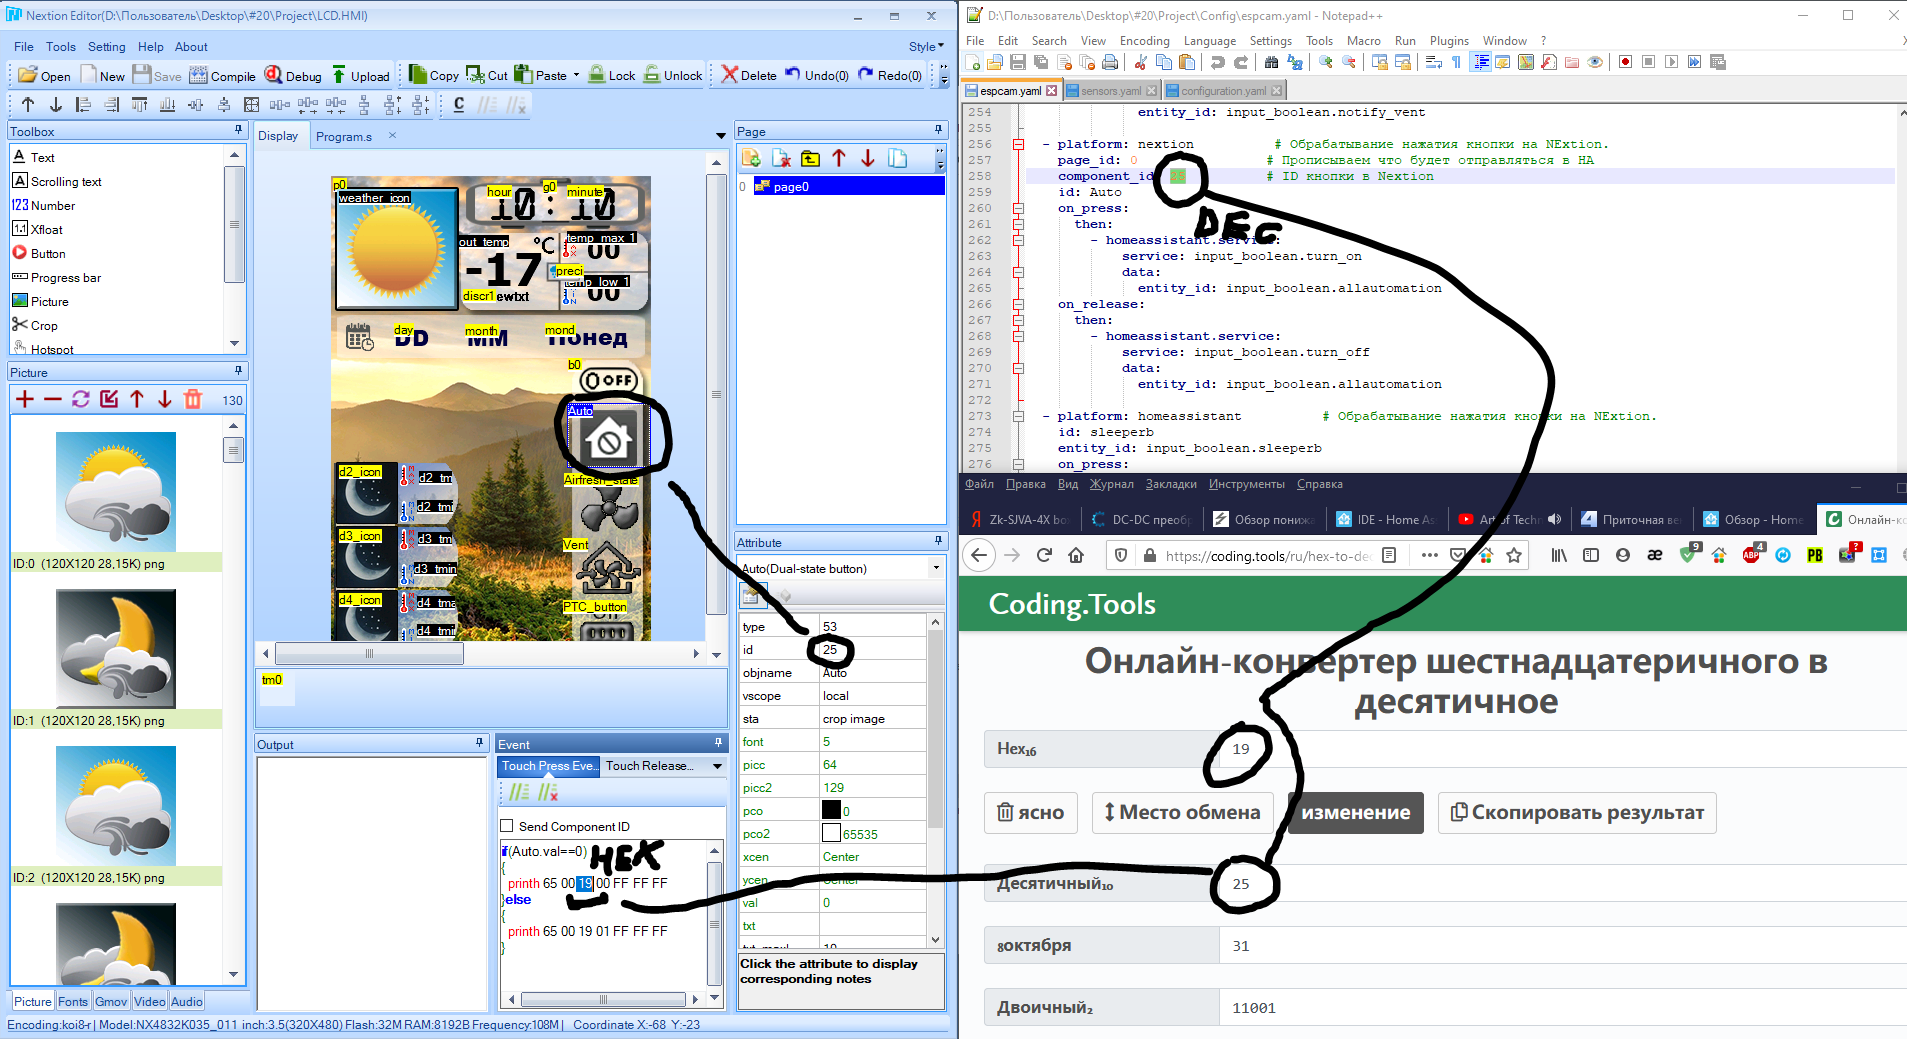 Nextion Editor(D:\Пользователь\Desktop\#20\Project\LCD.HMI)
File Tools Setting Help About
Style
Open New Save Compile Debug Upload Copy Cut Paste Lock Unlock Delete Undo(0) Redo(0)
Toolbox
Text
Scrolling text
Number
Xfloat
Button
Progress bar
Picture
Crop
Hotspot
Picture
130
ID:0 (120X120 28,15K) png
ID:1 (120X120 28,15K) png
ID:2 (120X120 28,15K) png
Picture Fonts Gmov Video Audio
Display Program.s
p0
weather_icon
hour g0 minute
10 : 10
out_temp °C temp_max_1
-17 00
preci
temp_low_1
discr1 ewtxt 00
day month mond
DD MM Понед
b0
OFF
Auto
d2_icon d2_tm
d2_tmi
Airfresh_state
d3_icon d3_tm
d3_tmin
Vent
d4_icon d4_tma
d4_tmi
PTC_button
tm0
Output
Event
Touch Press Eve... Touch Release...
Send Component ID
if(Auto.val==0)
HEX
{
printh 65 00 19 00 FF FF FF
}else
{
printh 65 00 19 01 FF FF FF
}
Page
0 page0
Attribute
Auto(Dual-state button)
type 53
id 25
objname Auto
vscope local
sta crop image
font 5
picc 64
picc2 129
pco 0
pco2 65535
xcen Center
ycen Center
val 0
txt
txt_maxl 10
Click the attribute to display
corresponding notes
Encoding:koi8-r | Model:NX4832K035_011 inch:3.5(320X480) Flash:32M RAM:8192B Frequency:108M | Coordinate X:-68 Y:-23
D:\Пользователь\Desktop\#20\Project\Config\espcam.yaml - Notepad++
File Edit Search View Encoding Language Settings Tools Macro Run Plugins Window ?
espcam.yaml sensors.yaml configuration.yaml
254 entity_id: input_boolean.notify_vent
255
256 - platform: nextion # Обрабатывание нажатия кнопки на NExtion.
257 page_id: 0 # Прописываем что будет отправляться в HA
258 component_id 25 # ID кнопки в Nextion
259 id: Auto
DEC
260 on_press:
261 then:
262 - homeassistant.service:
263 service: input_boolean.turn_on
264 data:
265 entity_id: input_boolean.allautomation
266 on_release:
267 then:
268 - homeassistant.service:
269 service: input_boolean.turn_off
270 data:
271 entity_id: input_boolean.allautomation
272
273 - platform: homeassistant # Обрабатывание нажатия кнопки на NExtion.
274 id: sleeperb
275 entity_id: input_boolean.sleeperb
276 on_press:
Файл Правка Вид Журнал Закладки Инструменты Справка
Zk-SJVA-4X bo DC-DC преобр Обзор пониж IDE - Home As Art of Techn Приточная ве Обзор - Home Онлайн-ко
https://coding.tools/ru/hex-to-dec
Coding.Tools
Онлайн-конвертер шестнадцатеричного в
десятичное
Hex₁₆ 19
ясно Место обмена изменение Скопировать результат
Десятичный₁₀ 25
₈октября 31
Двоичный₂ 11001